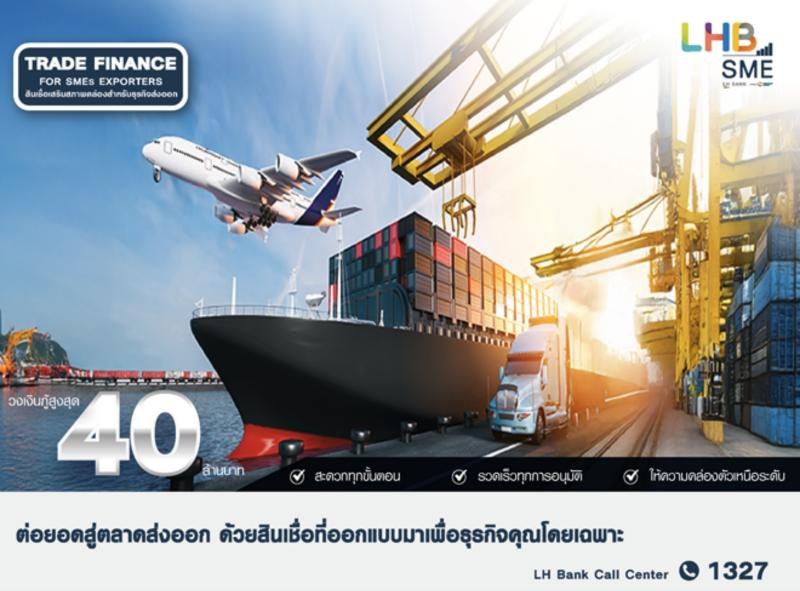 TRADE FINANCE
FOR SMEs EXPORTERS
สินเชื่อเสริมสภาพคล่องสำหรับธุรกิจส่งออก
LHB
SME
LH BANK
วงเงินกู้สูงสุด
40
ล้านบาท
สะดวกทุกขั้นตอน
รวดเร็วทุกการอนุมัติ
ให้ความคล่องตัวเหนือระดับ
ต่อยอดสู่ตลาดส่งออก ด้วยสินเชื่อที่ออกแบบมาเพื่อธุรกิจคุณโดยเฉพาะ
LH Bank Call Center 1327